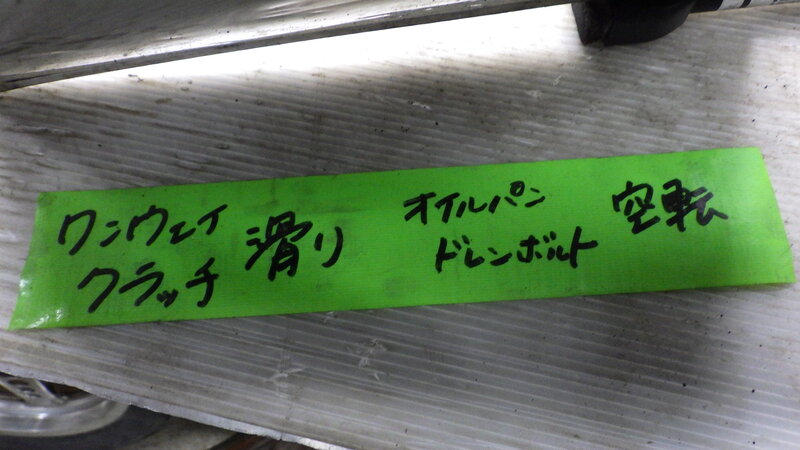 ワンウェイ
クラッチ 滑り
オイルパン
ドレンボルト 空転